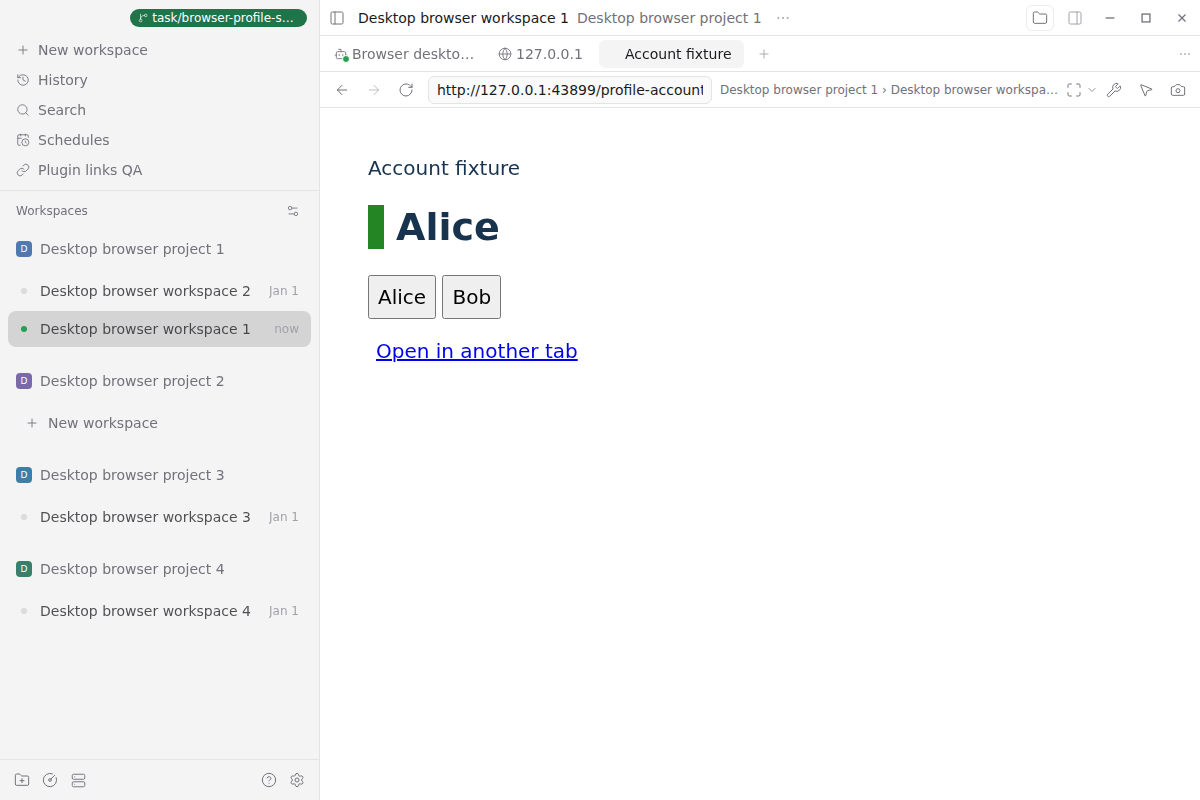 task/browser-profile-s...
New workspace
History
Search
Schedules
Plugin links QA
Workspaces
D Desktop browser project 1
Desktop browser workspace 2 Jan 1
Desktop browser workspace 1 now
D Desktop browser project 2
New workspace
D Desktop browser project 3
Desktop browser workspace 3 Jan 1
D Desktop browser project 4
Desktop browser workspace 4 Jan 1
Desktop browser workspace 1 Desktop browser project 1
Browser deskto... 127.0.0.1 Account fixture
http://127.0.0.1:43899/profile-account Desktop browser project 1 › Desktop browser workspa...
Account fixture
Alice
Alice Bob
Open in another tab